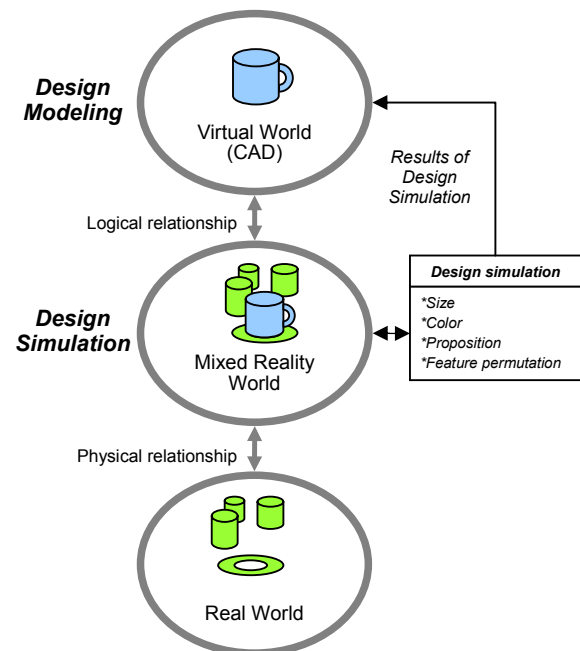 Design
Modeling
Virtual World
(CAD)
Results of
Design
Simulation
Logical relationship
Design simulation
*Size
*Color
*Proposition
*Feature permutation
Design
Simulation
Mixed Reality
World
Physical relationship
Real World